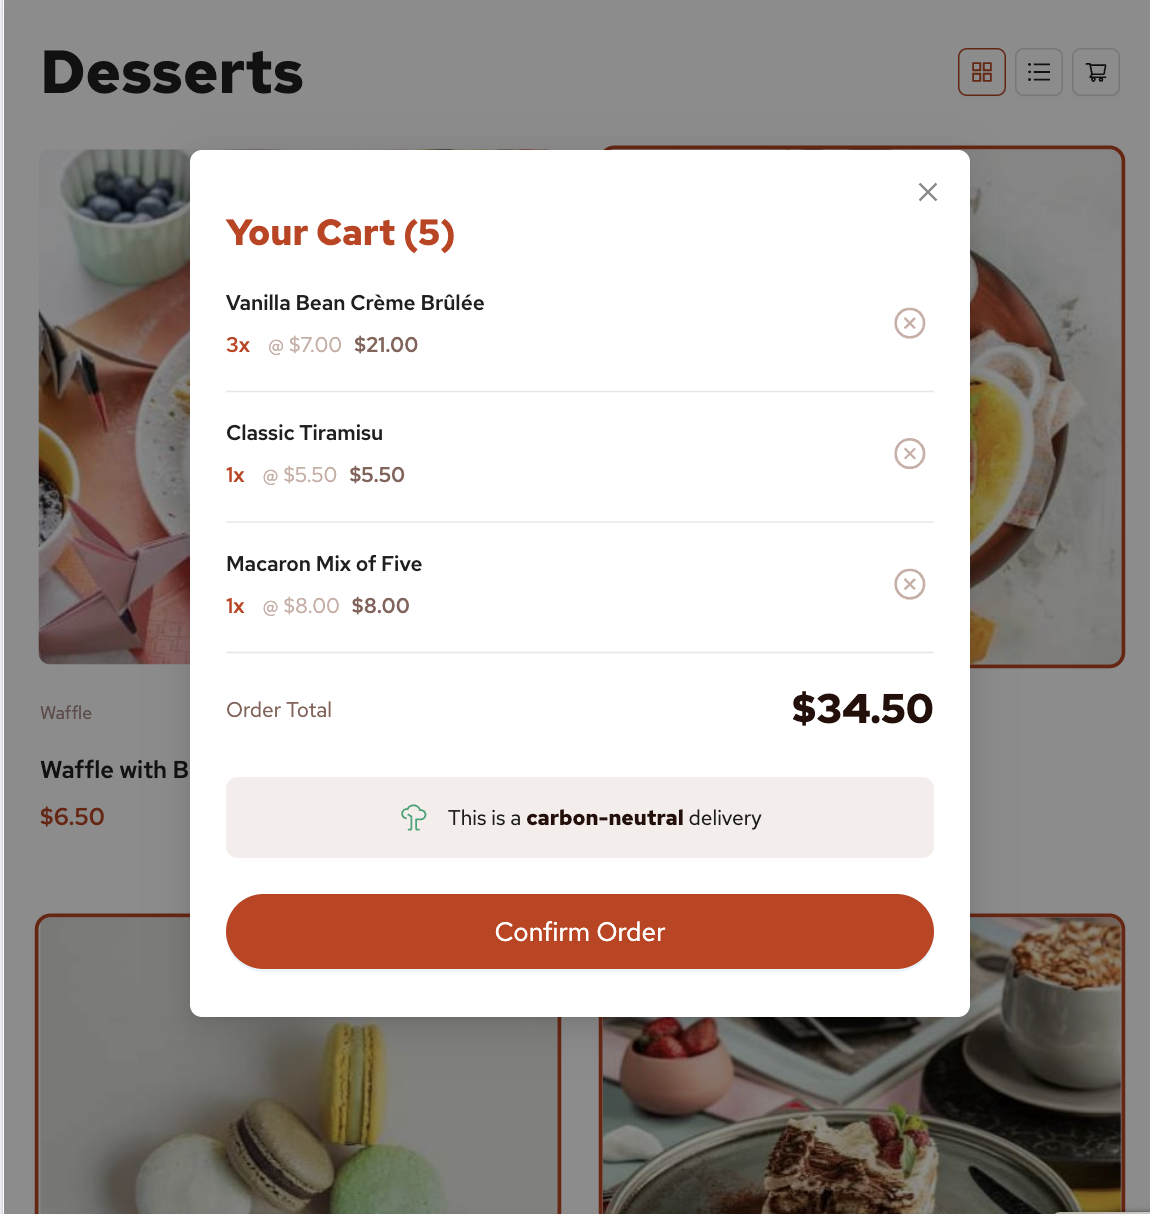 Desserts
Your Cart (5)
Vanilla Bean Crème Brûlée
3x @ $7.00 $21.00
Classic Tiramisu
1x @ $5.50 $5.50
Macaron Mix of Five
1x @ $8.00 $8.00
Order Total $34.50
This is a carbon-neutral delivery
Confirm Order
Waffle
Waffle with B
$6.50